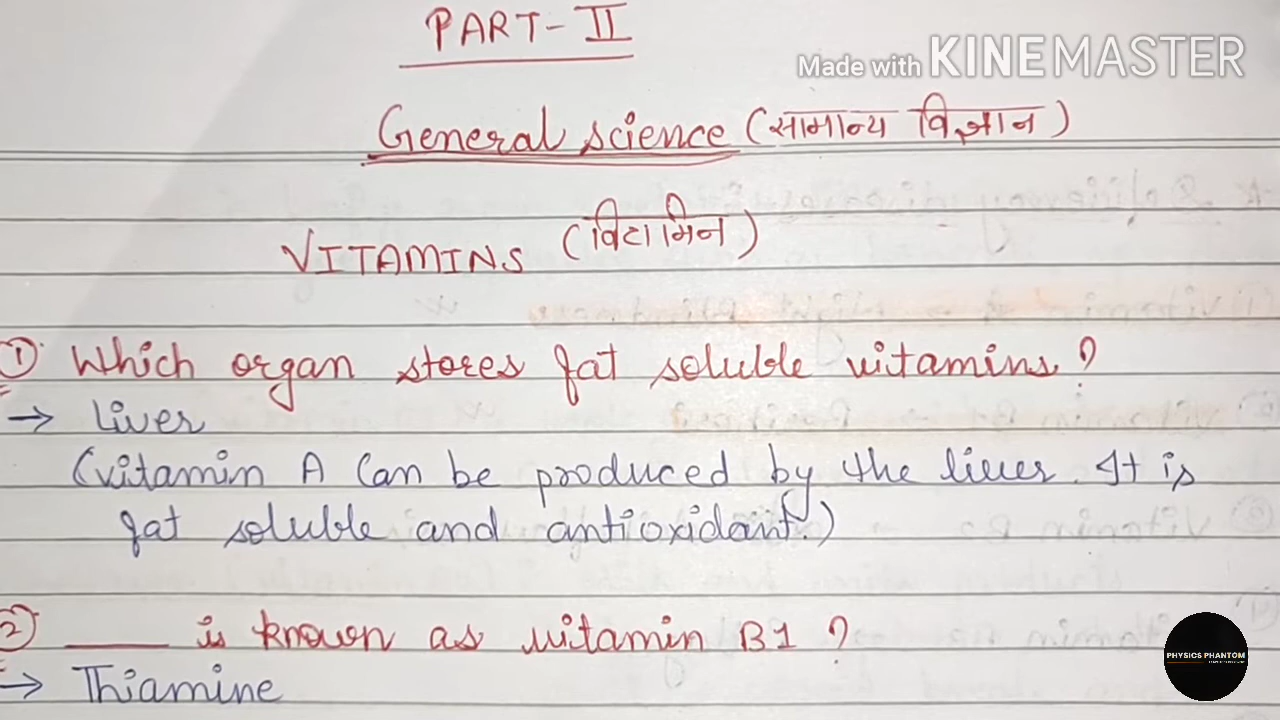 PART-II
Made with KINEMASTER
General science (सामान्य विज्ञान)
VITAMINS (विटामिन)
① Which organ stores fat soluble vitamins?
→ Liver
(vitamin A can be produced by the liver. It is
fat soluble and antioxidant.)
② ____ is known as vitamin B1?
→ Thiamine
PHYSICS PHANTOM